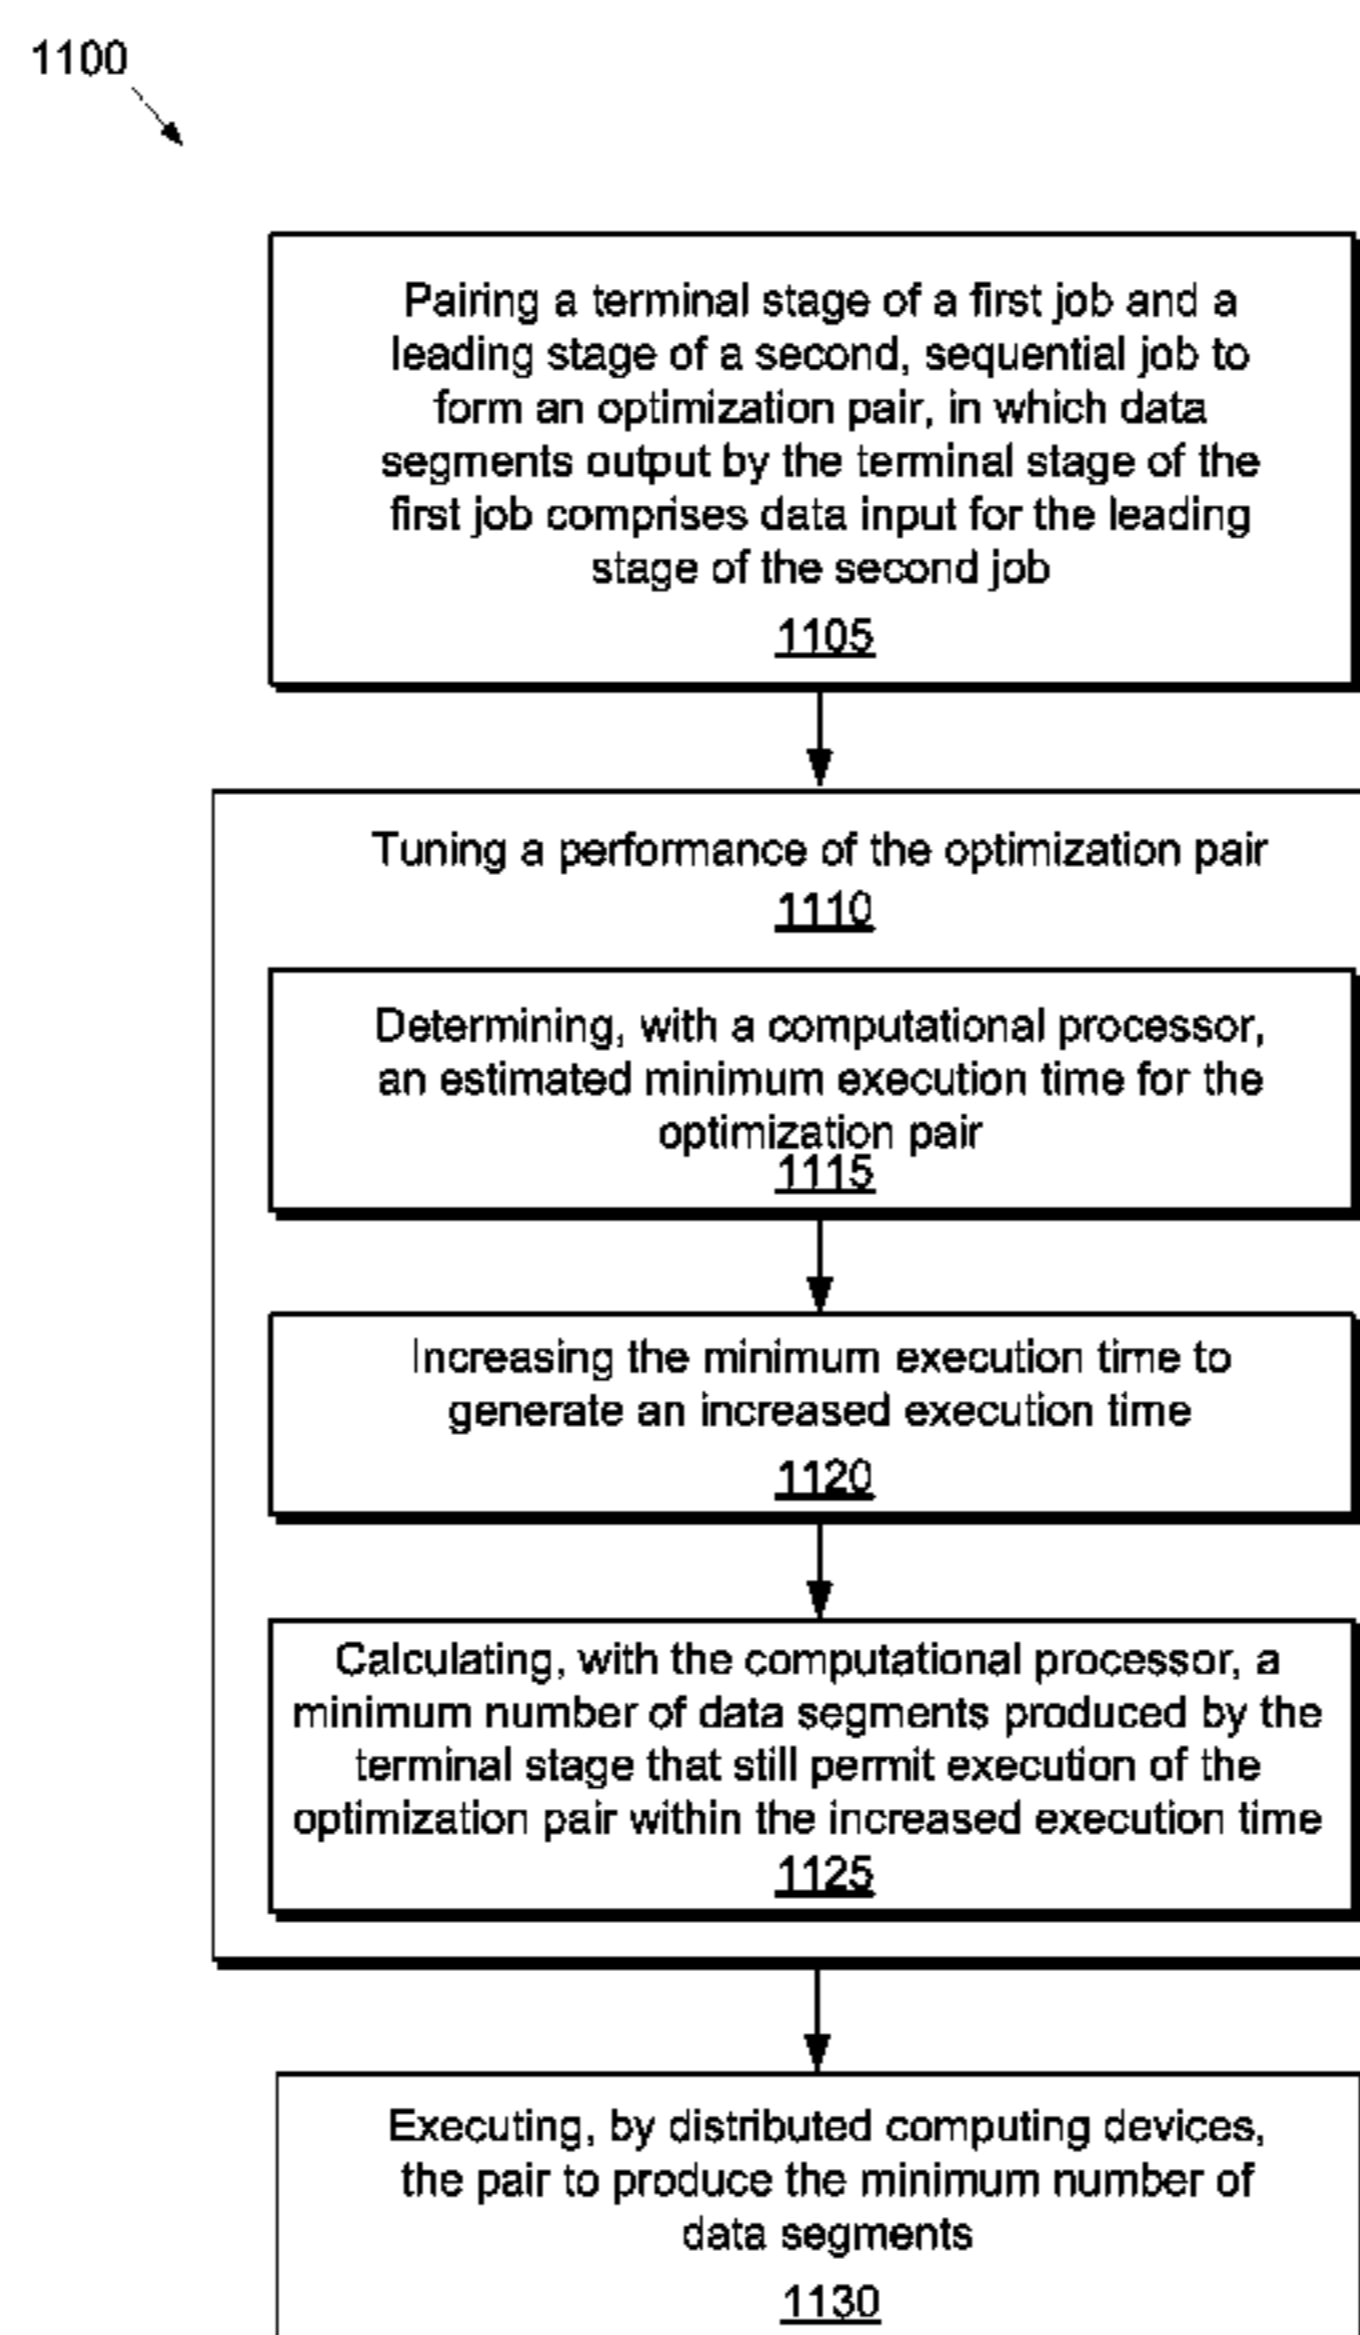 1100
Pairing a terminal stage of a first job and a
leading stage of a second, sequential job to
form an optimization pair, in which data
segments output by the terminal stage of the
first job comprises data input for the leading
stage of the second job
1105
Tuning a performance of the optimization pair
1110
Determining, with a computational processor,
an estimated minimum execution time for the
optimization pair
1115
Increasing the minimum execution time to
generate an increased execution time
1120
Calculating, with the computational processor, a
minimum number of data segments produced by the
terminal stage that still permit execution of the
optimization pair within the increased execution time
1125
Executing, by distributed computing devices,
the pair to produce the minimum number of
data segments
1130